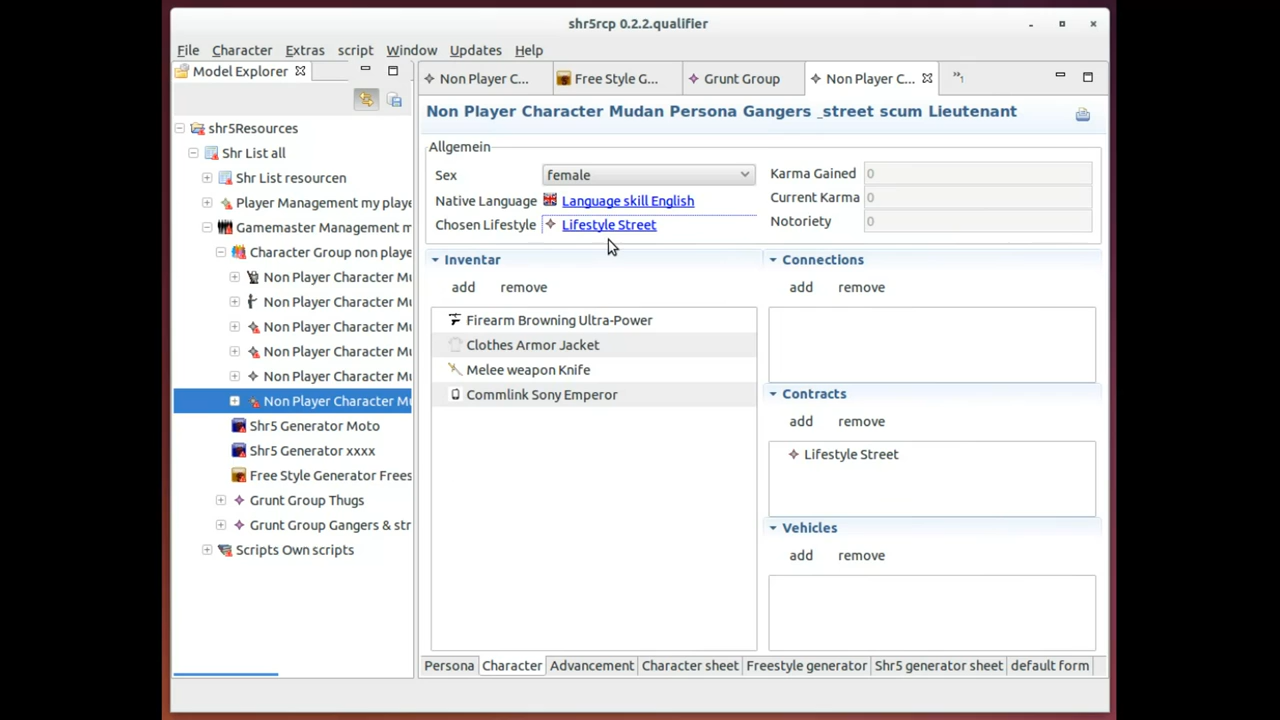 shr5rcp 0.2.2.qualifier
File Character Extras script Window Updates Help
Model Explorer
Non Player C... Free Style G... Grunt Group Non Player C... »1
Non Player Character Mudan Persona Gangers _street scum Lieutenant
shr5Resources
Shr List all
Shr List resourcen
Player Management my playe
Gamemaster Management m
Character Group non playe
Non Player Character Mu
Non Player Character Mu
Non Player Character Mu
Non Player Character Mu
Non Player Character Mu
Non Player Character Mu
Shr5 Generator Moto
Shr5 Generator xxxx
Free Style Generator Frees
Grunt Group Thugs
Grunt Group Gangers & str
Scripts Own scripts
Allgemein
Sex female
Native Language Language skill English
Chosen Lifestyle Lifestyle Street
Karma Gained 0
Current Karma 0
Notoriety 0
Inventar
add remove
Firearm Browning Ultra-Power
Clothes Armor Jacket
Melee weapon Knife
Commlink Sony Emperor
Connections
add remove
Contracts
add remove
Lifestyle Street
Vehicles
add remove
Persona Character Advancement Character sheet Freestyle generator Shr5 generator sheet default form